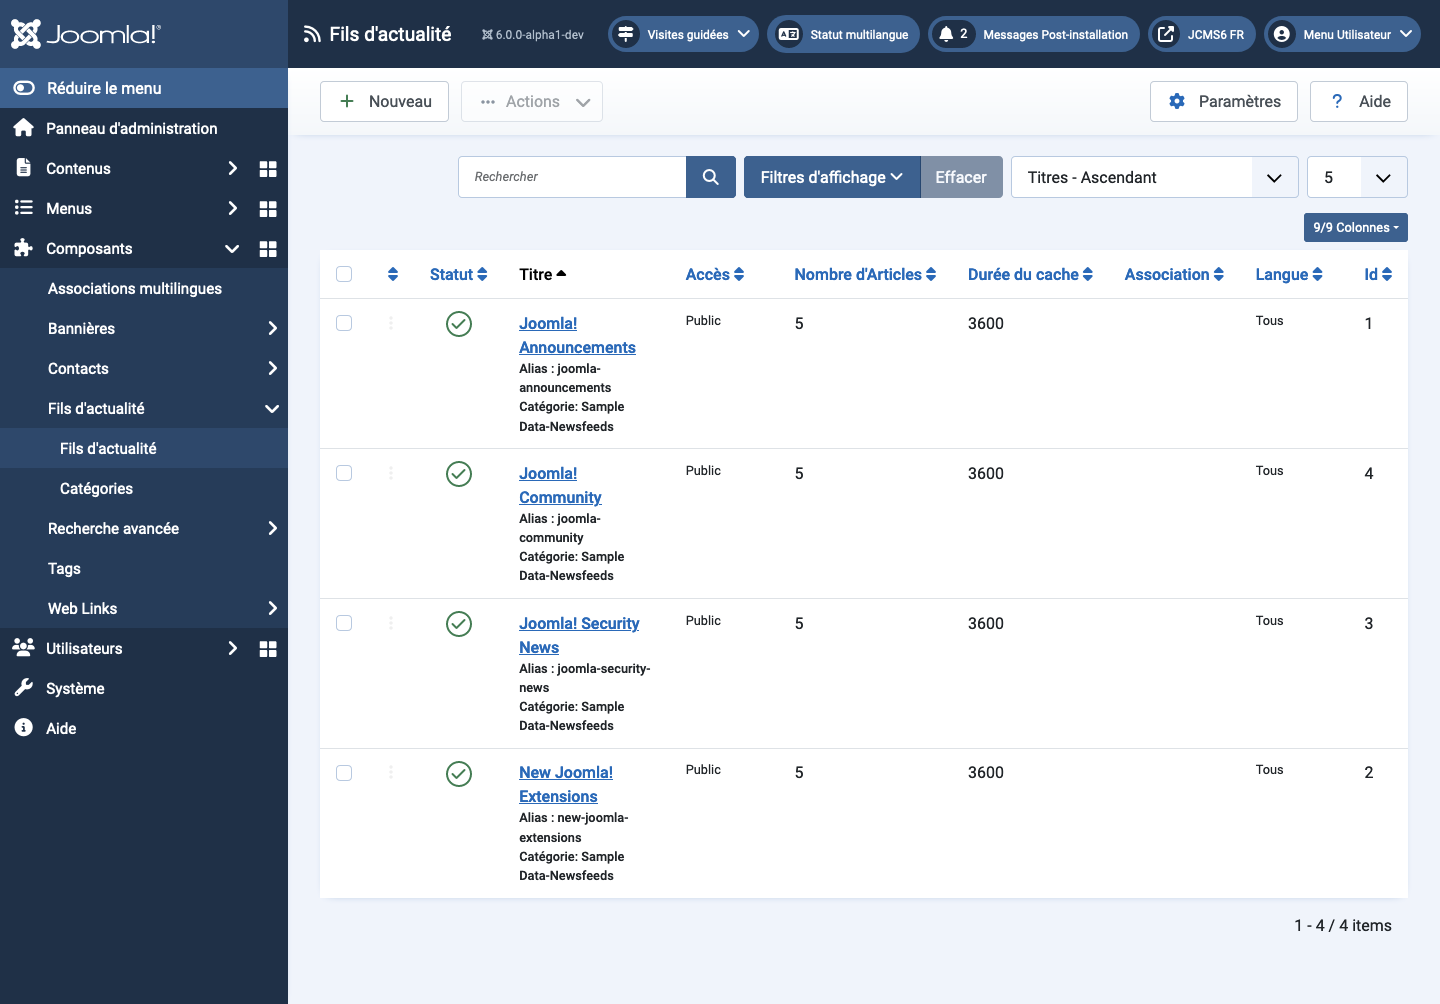 Joomla!®
Fils d'actualité
6.0.0-alpha1-dev
Visites guidées
Statut multilangue
2 Messages Post-installation
JCMS6 FR
Menu Utilisateur
Réduire le menu
Panneau d'administration
Contenus
Menus
Composants
Associations multilingues
Bannières
Contacts
Fils d'actualité
Fils d'actualité
Catégories
Recherche avancée
Tags
Web Links
Utilisateurs
Système
Aide
Nouveau
Actions
Paramètres
? Aide
Rechercher
Filtres d'affichage
Effacer
Titres - Ascendant
5
9/9 Colonnes
Statut Titre Accès Nombre d'Articles Durée du cache Association Langue Id
Joomla! Public 5 3600 Tous 1
Announcements
Alias : joomla-
announcements
Catégorie: Sample
Data-Newsfeeds
Joomla! Public 5 3600 Tous 4
Community
Alias : joomla-
community
Catégorie: Sample
Data-Newsfeeds
Joomla! Security Public 5 3600 Tous 3
News
Alias : joomla-security-
news
Catégorie: Sample
Data-Newsfeeds
New Joomla! Public 5 3600 Tous 2
Extensions
Alias : new-joomla-
extensions
Catégorie: Sample
Data-Newsfeeds
1 - 4 / 4 items